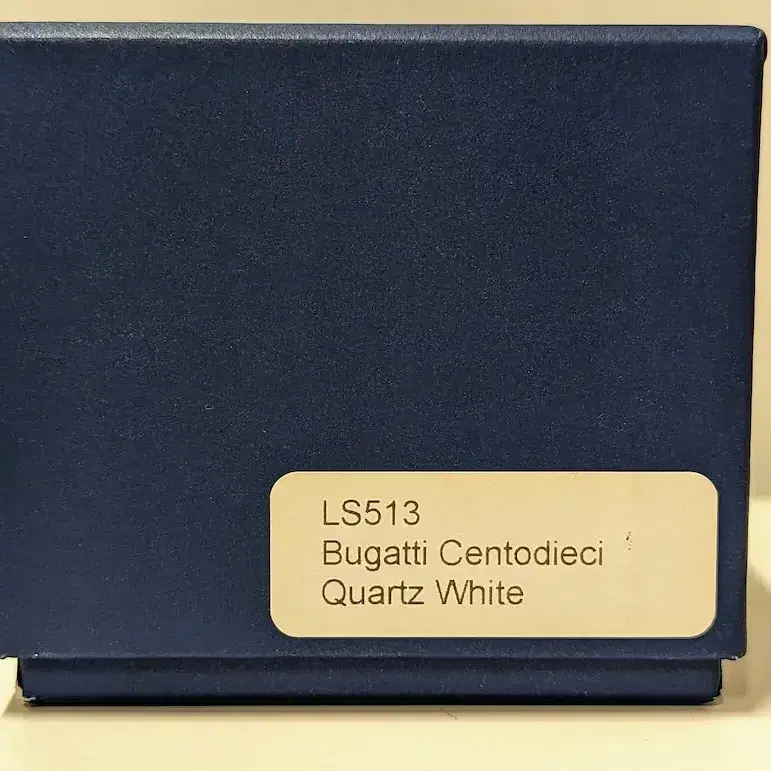 LS513
Bugatti Centodieci
Quartz White